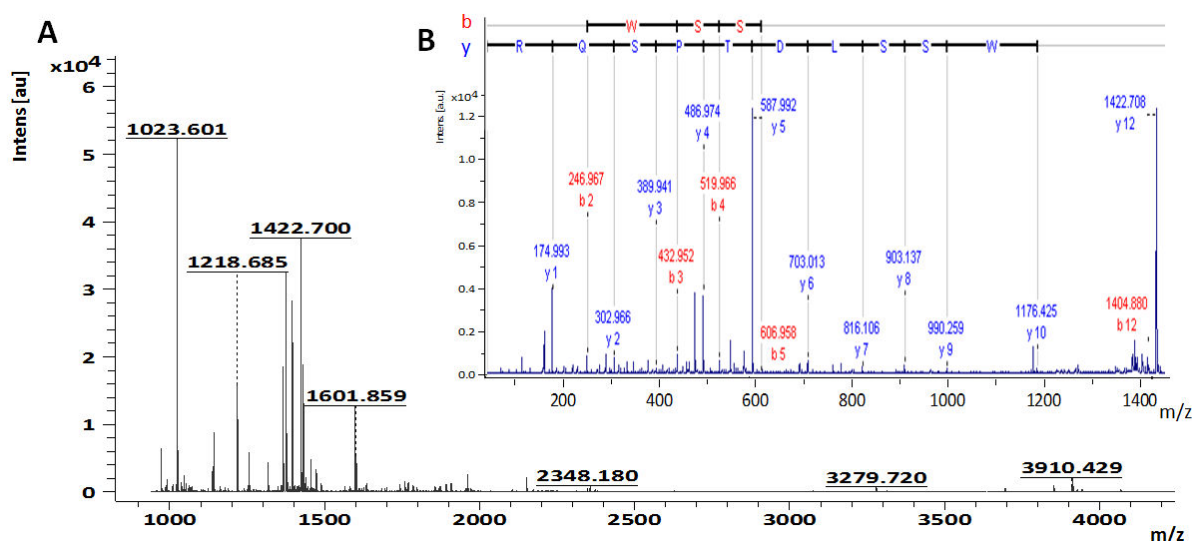 A
x10⁴
Intens [au]
6
5
4
3
2
1
0
1023.601
1422.700
1218.685
1601.859
2348.180
3279.720
3910.429
1000 1500 2000 2500 3000 3500 4000
m/z
B
b W S S
y R Q S P T D L S S W
x10⁴
Intens. [a.u.]
1.2
1.0
0.8
0.6
0.4
0.2
0.0
174.993
y 1
246.967
b 2
302.966
y 2
389.941
y 3
432.952
b 3
486.974
y 4
519.966
b 4
587.992
y 5
606.958
b 5
703.013
y 6
816.106
y 7
903.137
y 8
990.259
y 9
1176.425
y 10
1404.880
b 12
1422.708
y 12
200 400 600 800 1000 1200 1400
m/z